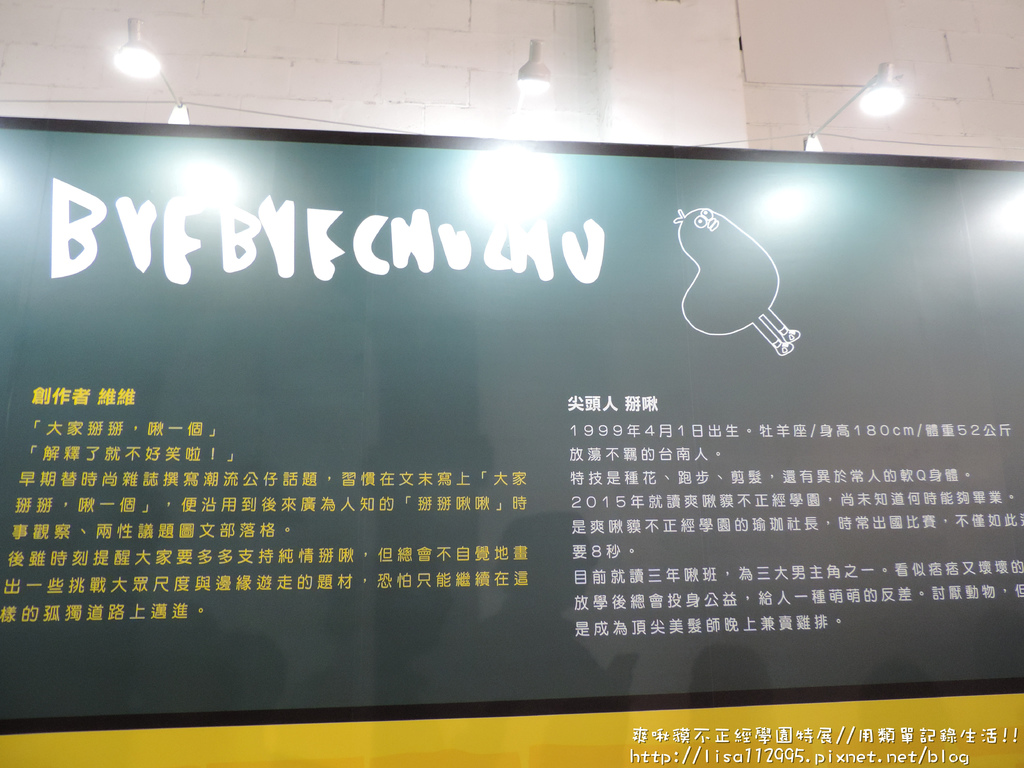 BYEBYECHUCHU
創作者 維維
「大家掰掰，啾一個」
「解釋了就不好笑啦！」
早期替時尚雜誌撰寫潮流公仔話題，習慣在文末寫上「大家
掰掰，啾一個」，便沿用到後來廣為人知的「掰掰啾啾」時
事觀察、兩性議題圖文部落格。
後雖時刻提醒大家要多多支持純情掰啾，但總會不自覺地畫
出一些挑戰大眾尺度與邊緣遊走的題材，恐怕只能繼續在這
樣的孤獨道路上邁進。
尖頭人 掰啾
1999年4月1日出生。牡羊座/身高180cm/體重52公斤
放蕩不羈的台南人。
特技是種花、跑步、剪髮，還有異於常人的軟Q身體。
2015年就讀爽啾貘不正經學園，尚未知道何時能夠畢業。
是爽啾貘不正經學園的瑜珈社長，時常出國比賽，不僅如此
要8秒。
目前就讀三年啾班，為三大男主角之一。看似痞痞又壞壞的
放學後總會投身公益，給人一種萌萌的反差。討厭動物，但
是成為頂尖美髮師晚上兼賣雞排。
爽啾貘不正經學園特展//用類單記錄生活!!
http://lisa112995.pixnet.net/blog